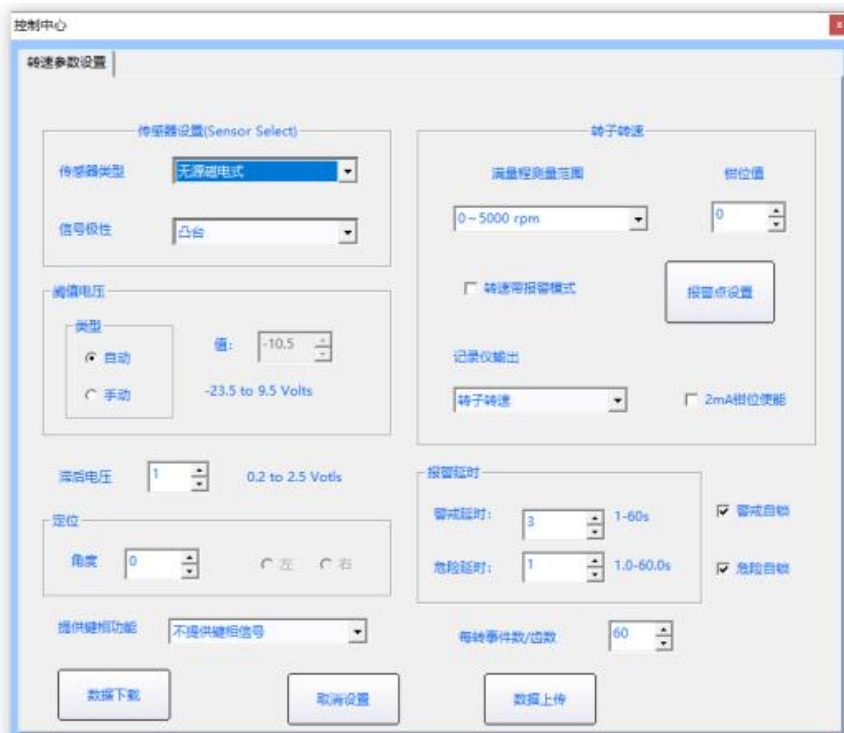 控制中心
x
转速参数设置
传感器设置(Sensor Select)
传感器类型
无源磁电式
信号极性
凸台
阈值电压
类型
自动
手动
值:
-10.5
-23.5 to 9.5 Volts
滞后电压
1
0.2 to 2.5 Votls
定位
角度
0
左
右
提供键相功能
不提供键相信号
数据下载
取消设置
数据上传
转子转速
满量程测量范围
钳位值
0~5000 rpm
0
转速带报警模式
报警点设置
记录仪输出
转子转速
2mA钳位使能
报警延时
警戒延时:
3
1-60s
警戒自锁
危险延时:
1
1.0-60.0s
危险自锁
每转事件数/齿数
60